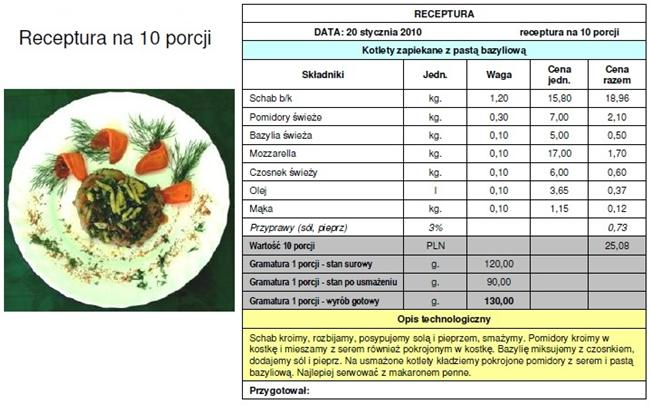 Receptura na 10 porcji
RECEPTURA
DATA: 20 stycznia 2010 receptura na 10 porcji
Kotlety zapiekane z pastą bazyliową
Składniki Jedn. Waga Cena jedn. Cena razem
Schab b/k kg. 1,20 15,80 18,96
Pomidory świeże kg. 0,30 7,00 2,10
Bazylia świeża kg. 0,10 5,00 0,50
Mozzarella kg. 0,10 17,00 1,70
Czosnek świeży kg. 0,10 6,00 0,60
Olej l 0,10 3,65 0,37
Mąka kg. 0,10 1,15 0,12
Przyprawy (sól, pieprz) 3% 0,73
Wartość 10 porcji PLN 25,08
Gramatura 1 porcji - stan surowy g. 120,00
Gramatura 1 porcji - stan po usmażeniu g. 90,00
Gramatura 1 porcji - wyrób gotowy g. 130,00
Opis technologiczny
Schab kroimy, rozbijamy, posypujemy solą i pieprzem, smażymy. Pomidory kroimy w
kostkę i mieszamy z serem również pokrojonym w kostkę. Bazylię miksujemy z czosnkiem,
dodajemy sól i pieprz. Na usmażone kotlety kładziemy pokrojone pomidory z serem i pastą
bazyliową. Najlepiej serwować z makaronem penne.
Przygotował: